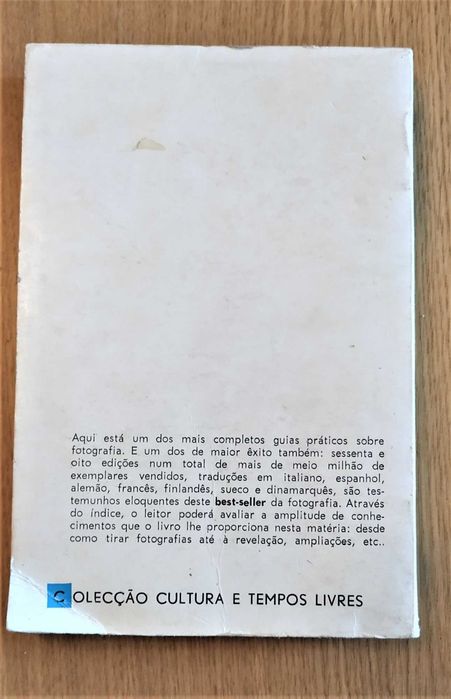 Aqui está um dos mais completos guias práticos sobre
fotografia. E um dos de maior êxito também: sessenta e
oito edições num total de mais de meio milhão de
exemplares vendidos, traduções em italiano, espanhol,
alemão, francês, finlandês, sueco e dinamarquês, são tes-
temunhos eloquentes deste best-seller da fotografia. Através
do índice, o leitor poderá avaliar a amplitude de conhe-
cimentos que o livro lhe proporciona nesta matéria: desde
como tirar fotografias até à revelação, ampliações, etc..
COLECÇÃO CULTURA E TEMPOS LIVRES